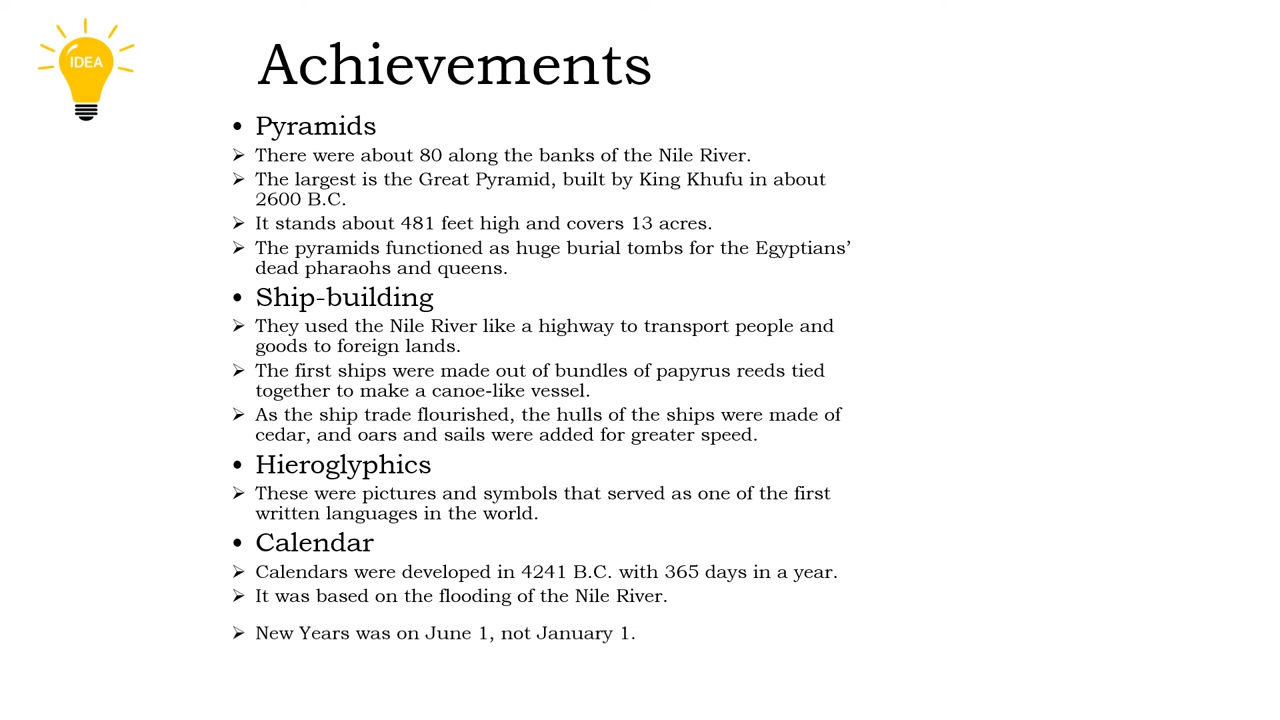 IDEA
Achievements
• Pyramids
➢ There were about 80 along the banks of the Nile River.
➢ The largest is the Great Pyramid, built by King Khufu in about
2600 B.C.
➢ It stands about 481 feet high and covers 13 acres.
➢ The pyramids functioned as huge burial tombs for the Egyptians’
dead pharaohs and queens.
• Ship-building
➢ They used the Nile River like a highway to transport people and
goods to foreign lands.
➢ The first ships were made out of bundles of papyrus reeds tied
together to make a canoe-like vessel.
➢ As the ship trade flourished, the hulls of the ships were made of
cedar, and oars and sails were added for greater speed.
• Hieroglyphics
➢ These were pictures and symbols that served as one of the first
written languages in the world.
• Calendar
➢ Calendars were developed in 4241 B.C. with 365 days in a year.
➢ It was based on the flooding of the Nile River.
➢ New Years was on June 1, not January 1.